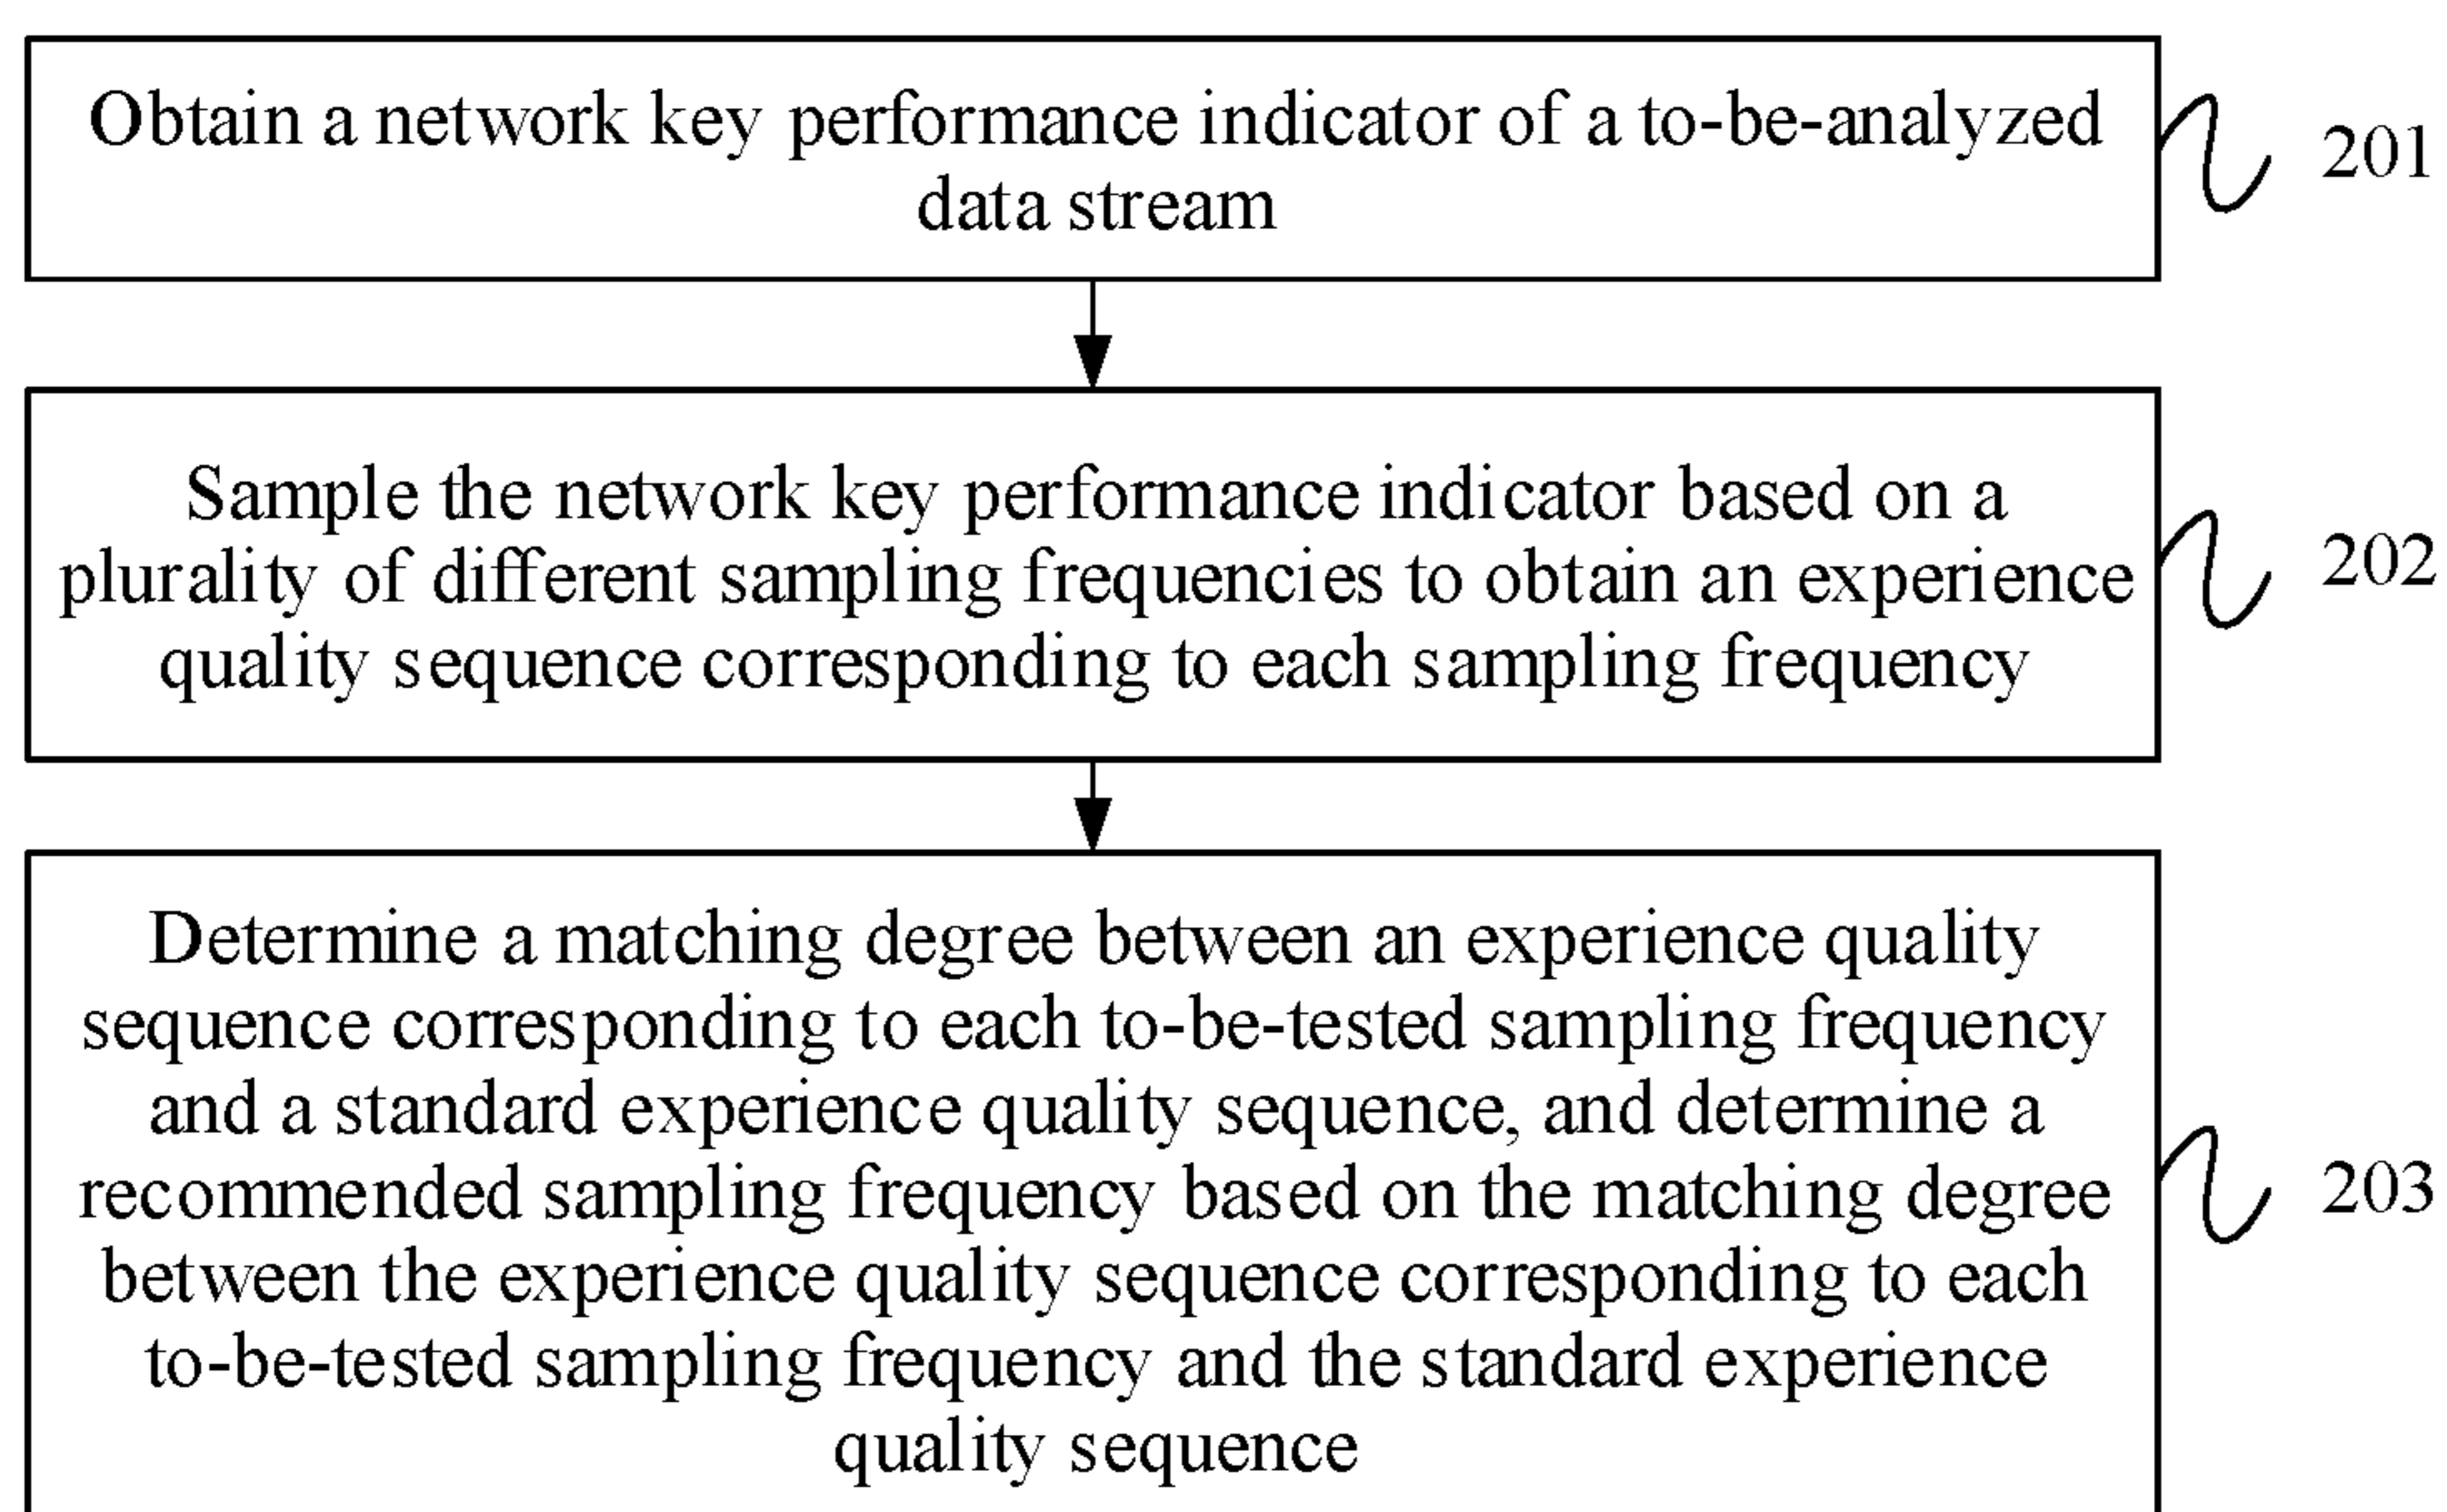 Obtain a network key performance indicator of a to-be-analyzed
data stream
201
Sample the network key performance indicator based on a
plurality of different sampling frequencies to obtain an experience
quality sequence corresponding to each sampling frequency
202
Determine a matching degree between an experience quality
sequence corresponding to each to-be-tested sampling frequency
and a standard experience quality sequence, and determine a
recommended sampling frequency based on the matching degree
between the experience quality sequence corresponding to each
to-be-tested sampling frequency and the standard experience
quality sequence
203